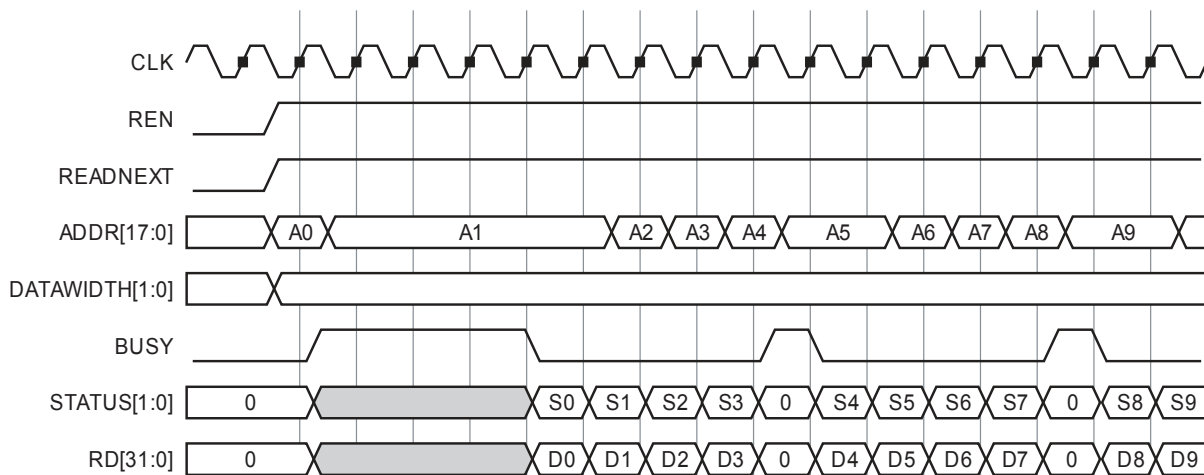 CLK
REN
READNEXT
ADDR[17:0] A0 A1 A2 A3 A4 A5 A6 A7 A8 A9
DATAWIDTH[1:0]
BUSY
STATUS[1:0] 0 S0 S1 S2 S3 0 S4 S5 S6 S7 0 S8 S9
RD[31:0] 0 D0 D1 D2 D3 0 D4 D5 D6 D7 0 D8 D9